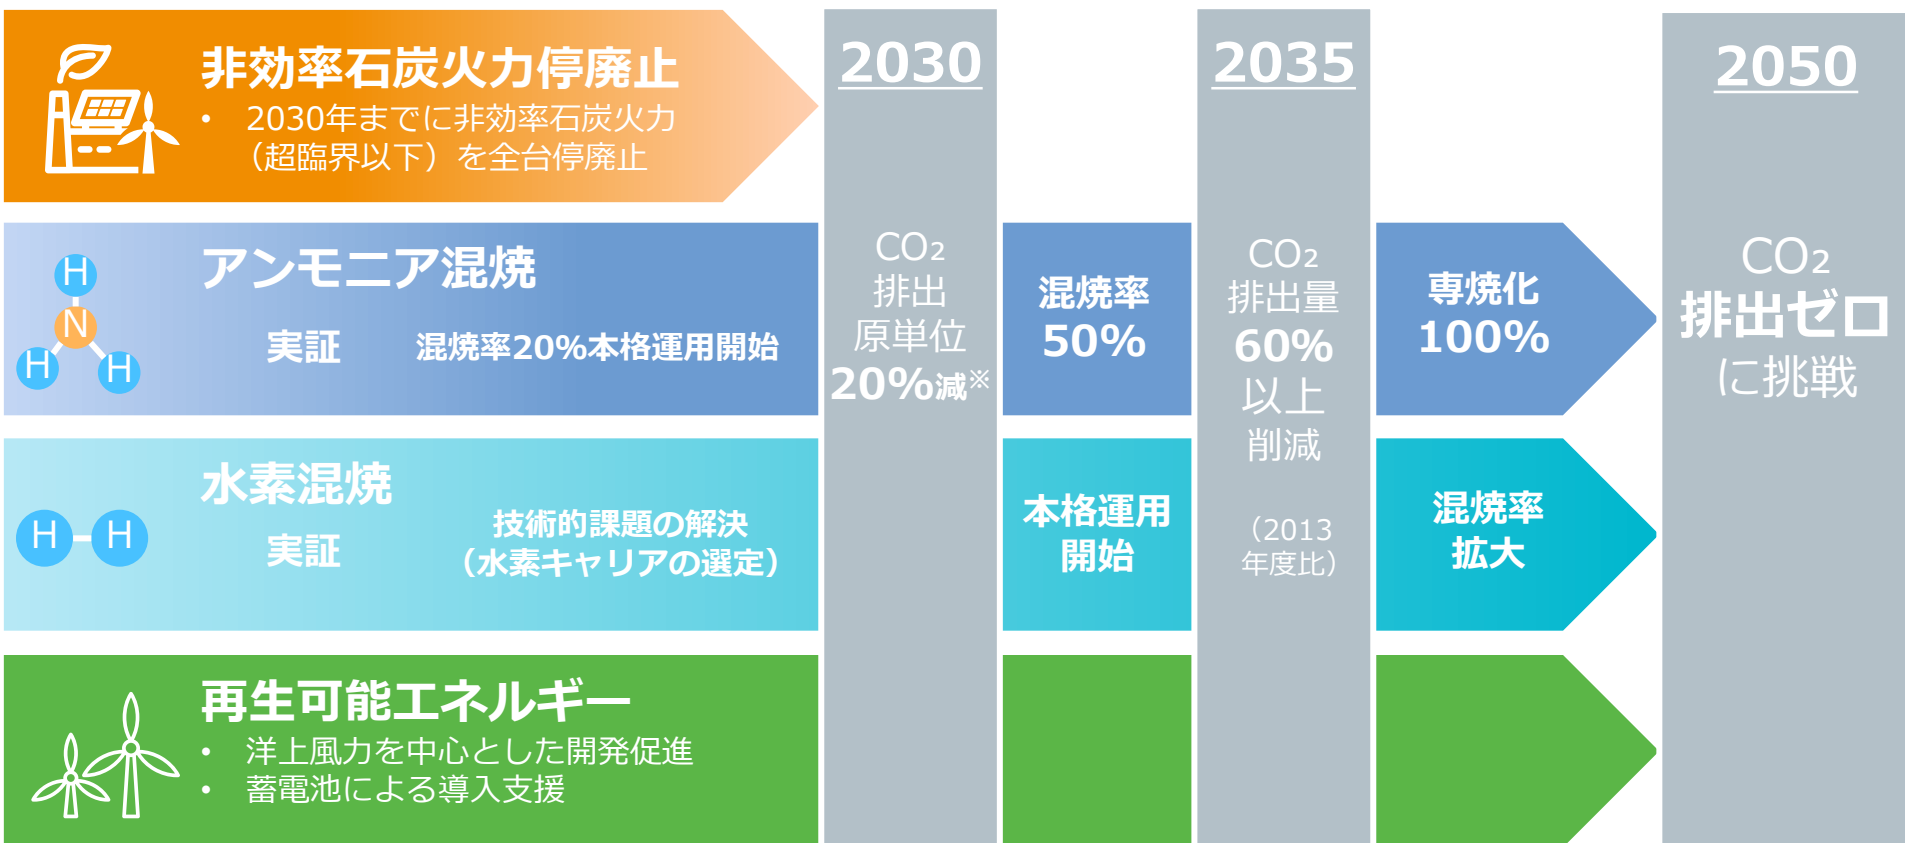 非効率石炭火力停廃止
• 2030年までに非効率石炭火力
（超臨界以下）を全台停廃止
アンモニア混焼
実証
混焼率20%本格運用開始
H
N
H
H
水素混焼
実証
技術的課題の解決
（水素キャリアの選定）
H
H
再生可能エネルギー
• 洋上風力を中心とした開発促進
• 蓄電池による導入支援
2030
CO₂
排出
原単位
20%減※
混焼率
50%
本格運用
開始
2035
CO₂
排出量
60%
以上
削減
（2013
年度比）
専焼化
100%
混焼率
拡大
2050
CO₂
排出ゼロ
に挑戦